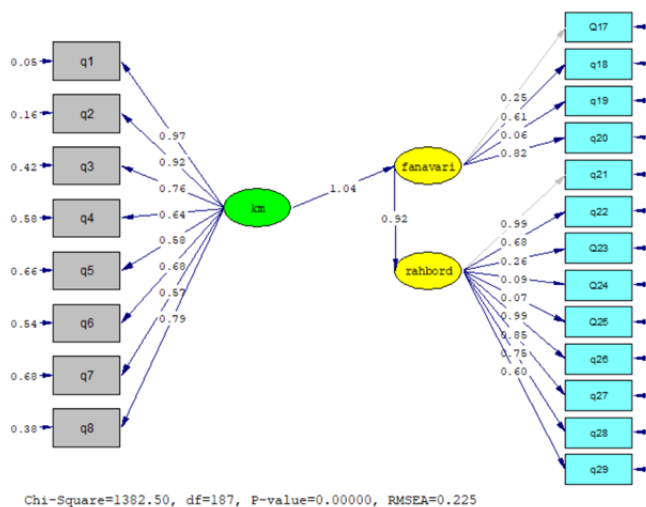 0.05 q1 0.97
0.16 q2 0.92
0.42 q3 0.76
0.58 q4 0.64
0.66 q5 0.58
0.54 q6 0.68
0.68 q7 0.57
0.38 q8 0.79
km
1.04
fanavari
0.92
rahbord
0.25 Q17
0.61 q18
0.06 q19
0.82 q20
0.99 q21
0.68 q22
0.26 Q23
0.09 Q24
0.07 Q25
0.99 q26
0.85 q27
0.75 q28
0.60 q29
Chi-Square=1382.50, df=187, P-value=0.00000, RMSEA=0.225